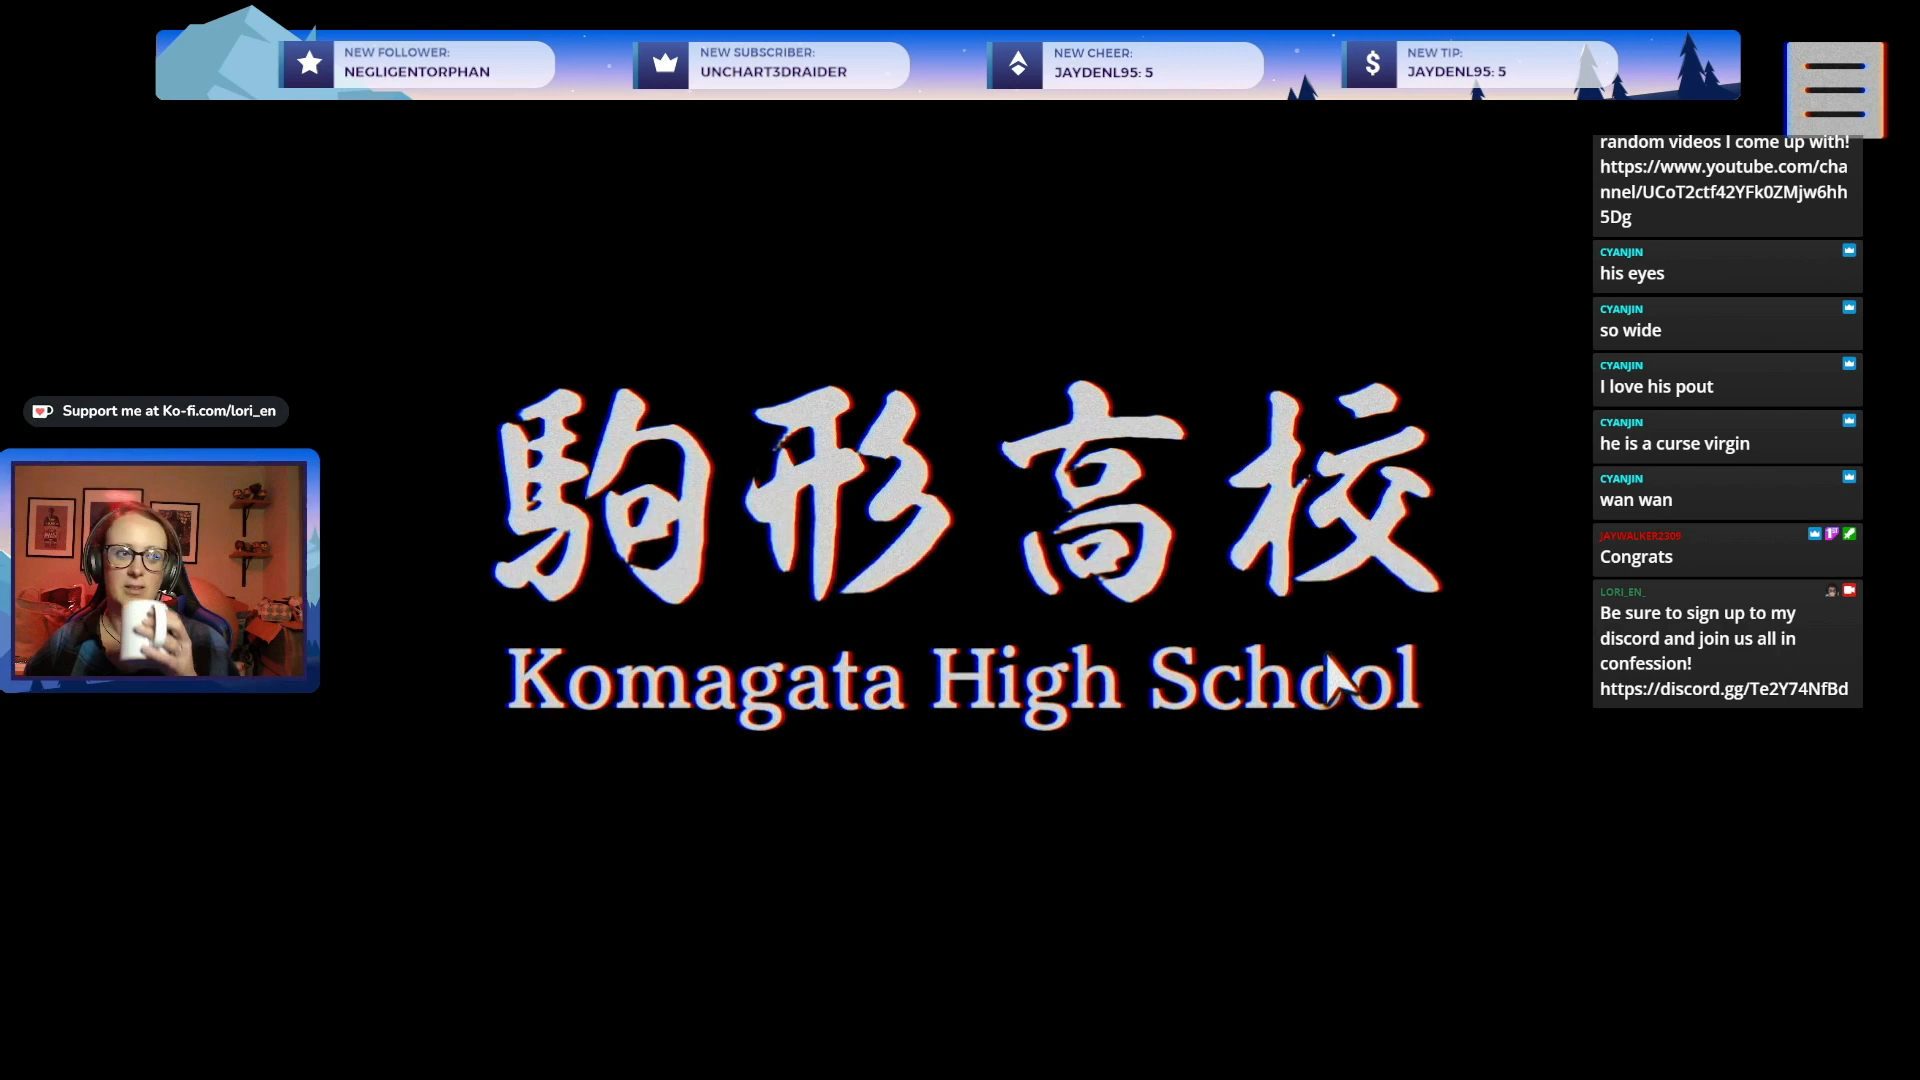 NEW FOLLOWER:
NEGLIGENTORPHAN
NEW SUBSCRIBER:
UNCHART3DRAIDER
NEW CHEER:
JAYDENL95: 5
NEW TIP:
JAYDENL95: 5
random videos I come up with!
https://www.youtube.com/cha
nnel/UCoT2ctf42YFk0ZMjw6hh
5Dg
CYANJIN
his eyes
CYANJIN
so wide
CYANJIN
I love his pout
CYANJIN
he is a curse virgin
CYANJIN
wan wan
JAYWALKER2309
Congrats
LORI_EN_
Be sure to sign up to my
discord and join us all in
confession!
https://discord.gg/Te2Y74NfBd
Support me at Ko-fi.com/lori_en
駒形高校
Komagata High School